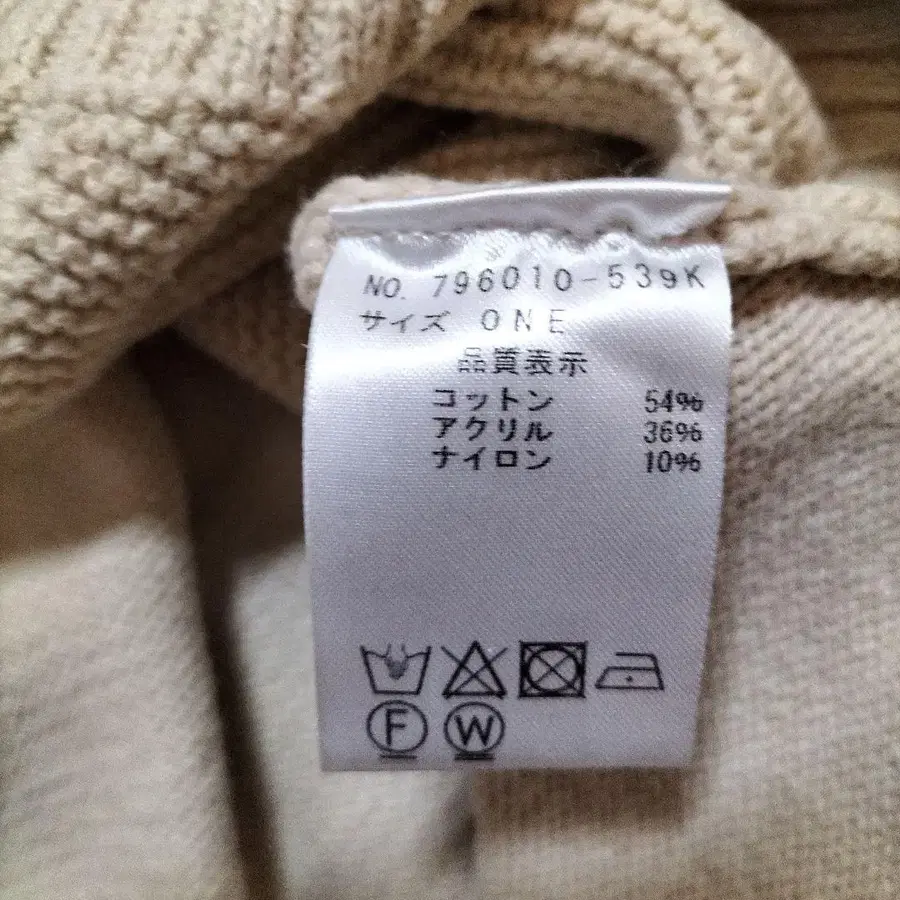 NO. 796010-539K
サイズ ONE
品質表示
コットン 54%
アクリル 36%
ナイロン 10%
F W